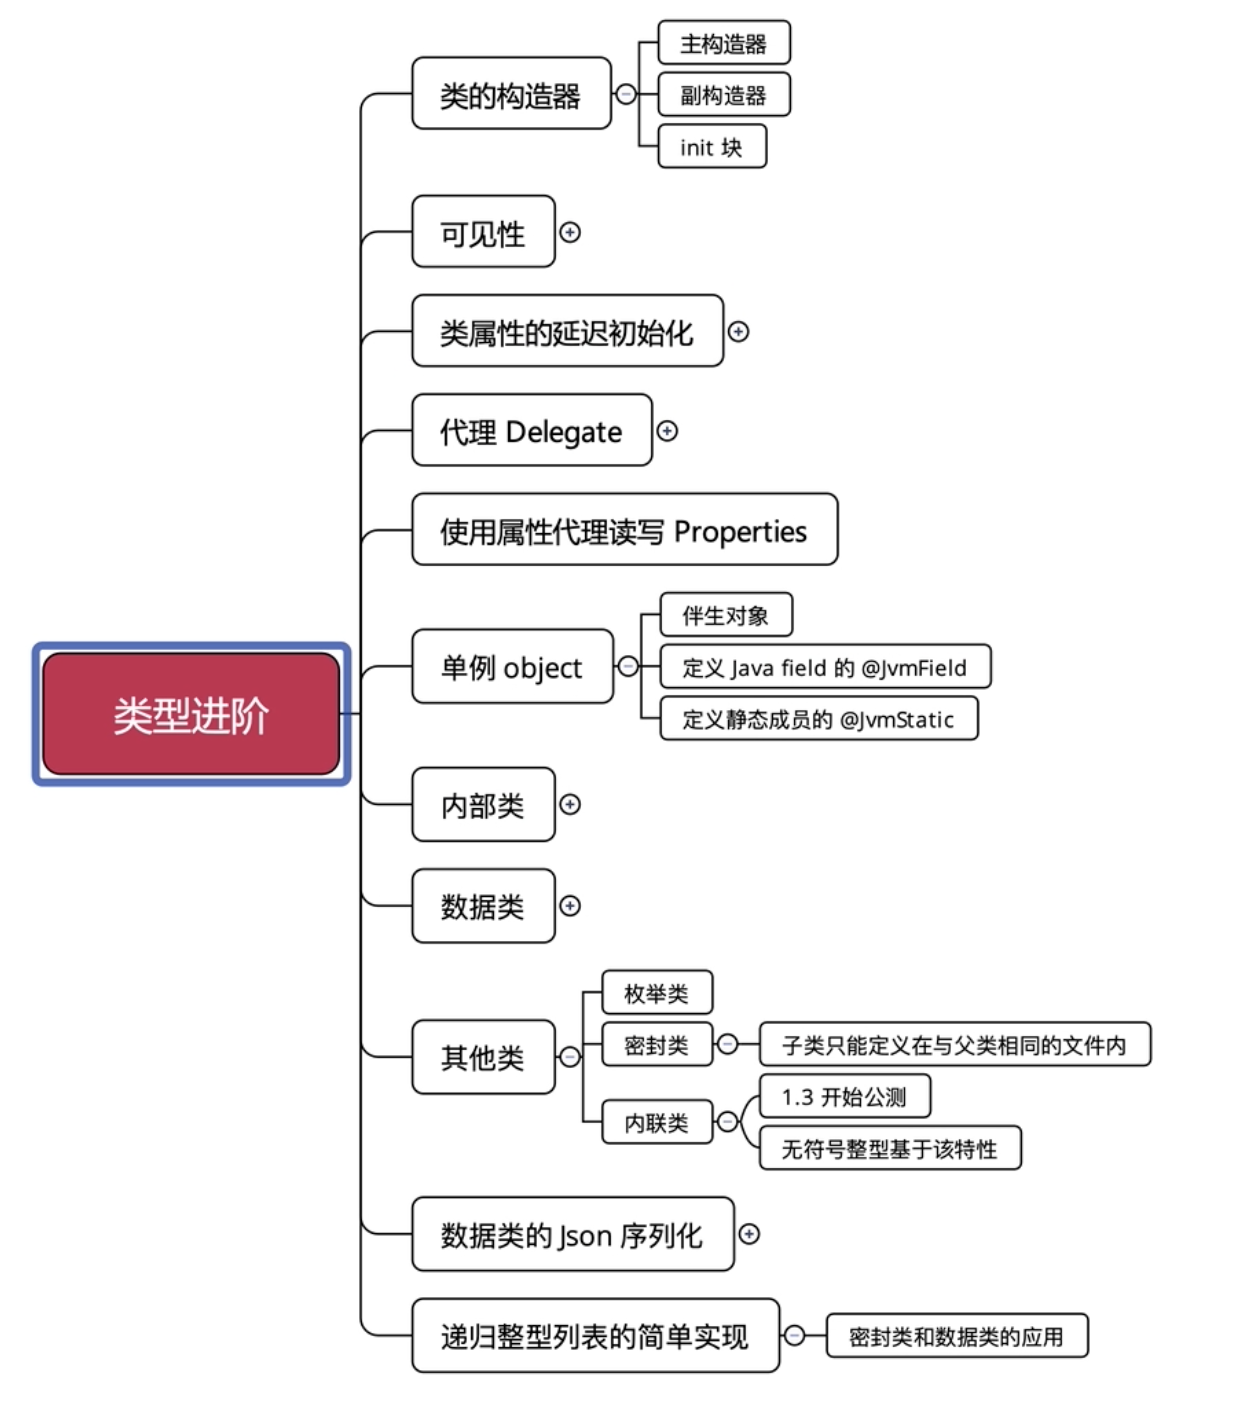 类型进阶
类的构造器
主构造器
副构造器
init 块
可见性
类属性的延迟初始化
代理 Delegate
使用属性代理读写 Properties
单例 object
伴生对象
定义 Java field 的 @JvmField
定义静态成员的 @JvmStatic
内部类
数据类
其他类
枚举类
密封类
子类只能定义在与父类相同的文件内
内联类
1.3 开始公测
无符号整型基于该特性
数据类的 Json 序列化
递归整型列表的简单实现
密封类和数据类的应用